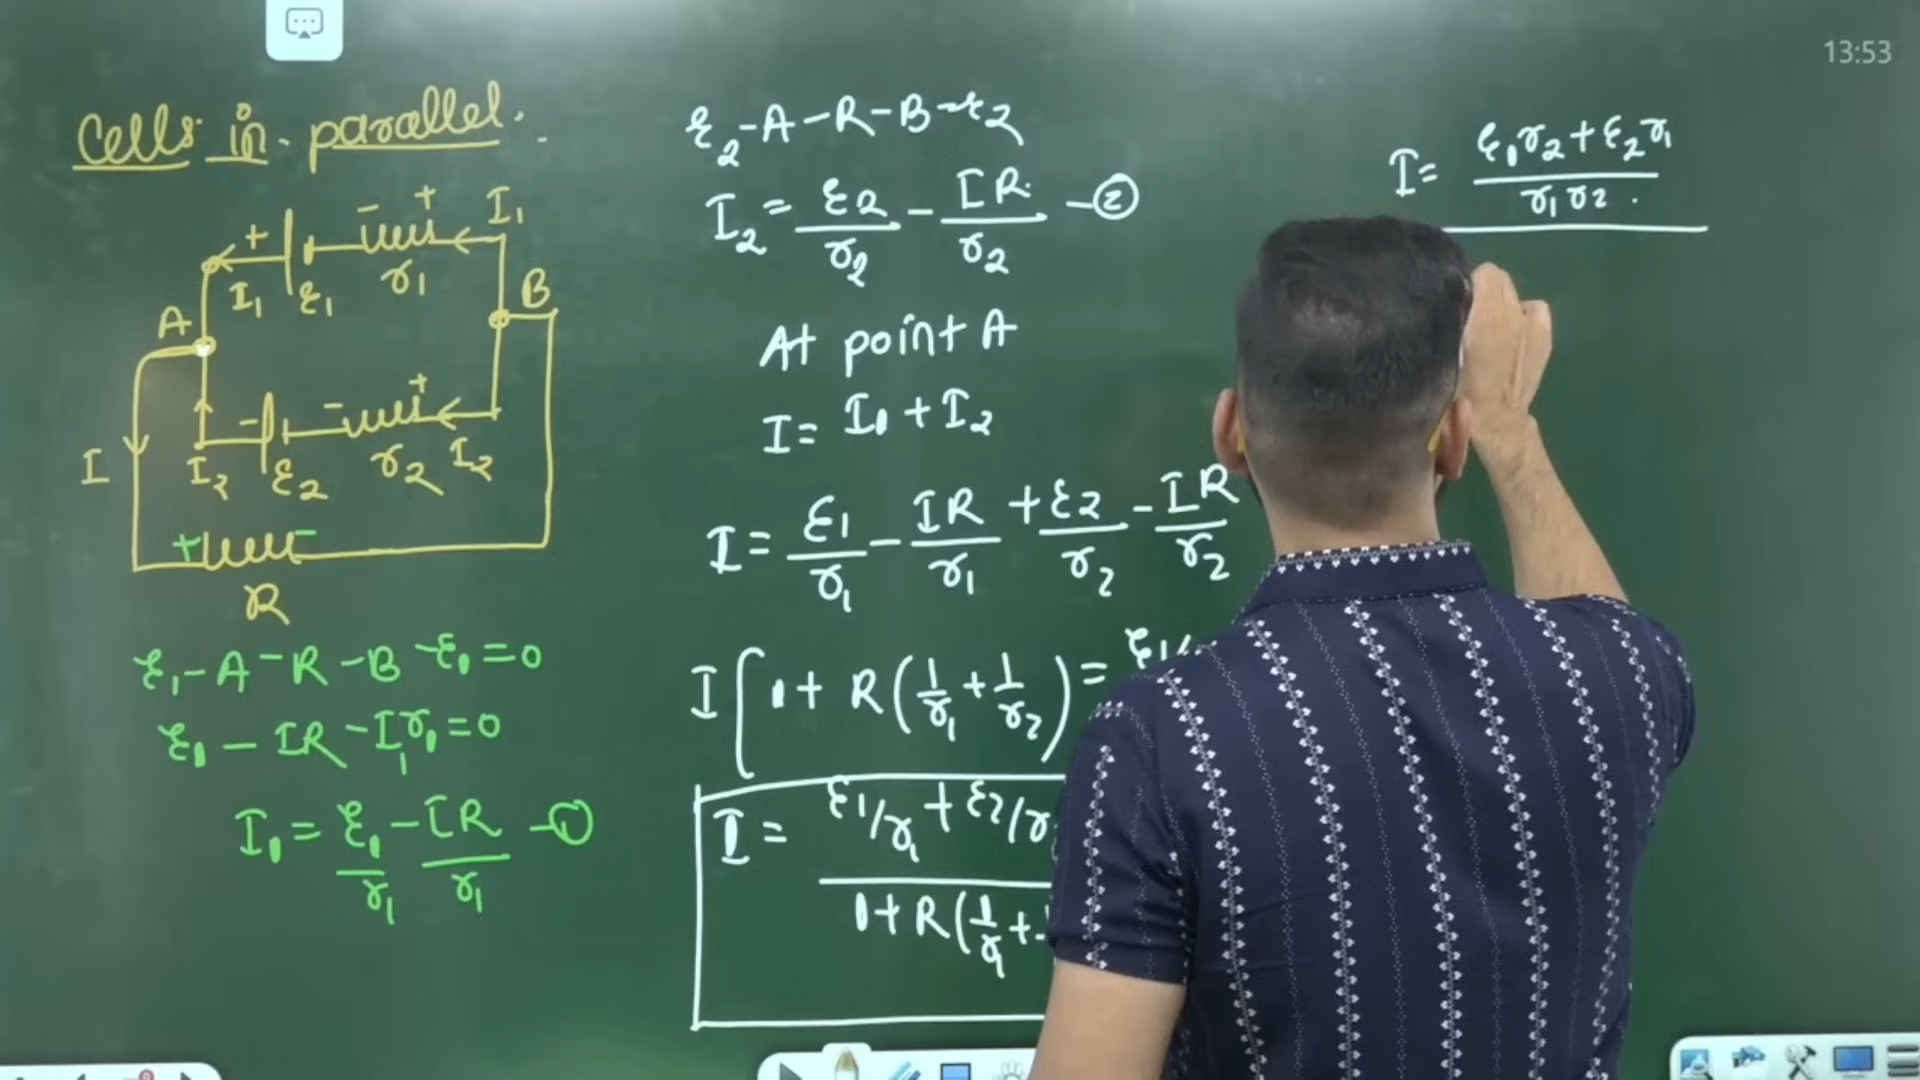 Cells in parallel.
+ - + I₁
I₁ ε₁ r₁
A B
- - +
I I₂ ε₂ r₂ I₂
+ -
R
ε₁-A-R-B-ε₁=0
ε₁-IR-I₁r₁=0
I₁=ε₁/r₁-IR/r₁ -①
ε₂-A-R-B-ε₂
I₂=ε₂/r₂-IR/r₂ -②
At point A
I=I₁+I₂
I=ε₁/r₁-IR/r₁+ε₂/r₂-IR/r₂
I[1+R(1/r₁+1/r₂)=
I=ε₁/r₁+ε₂/r
1+R(1/r₁+
13:53
I=ε₁r₂+ε₂r₁
r₁r₂.